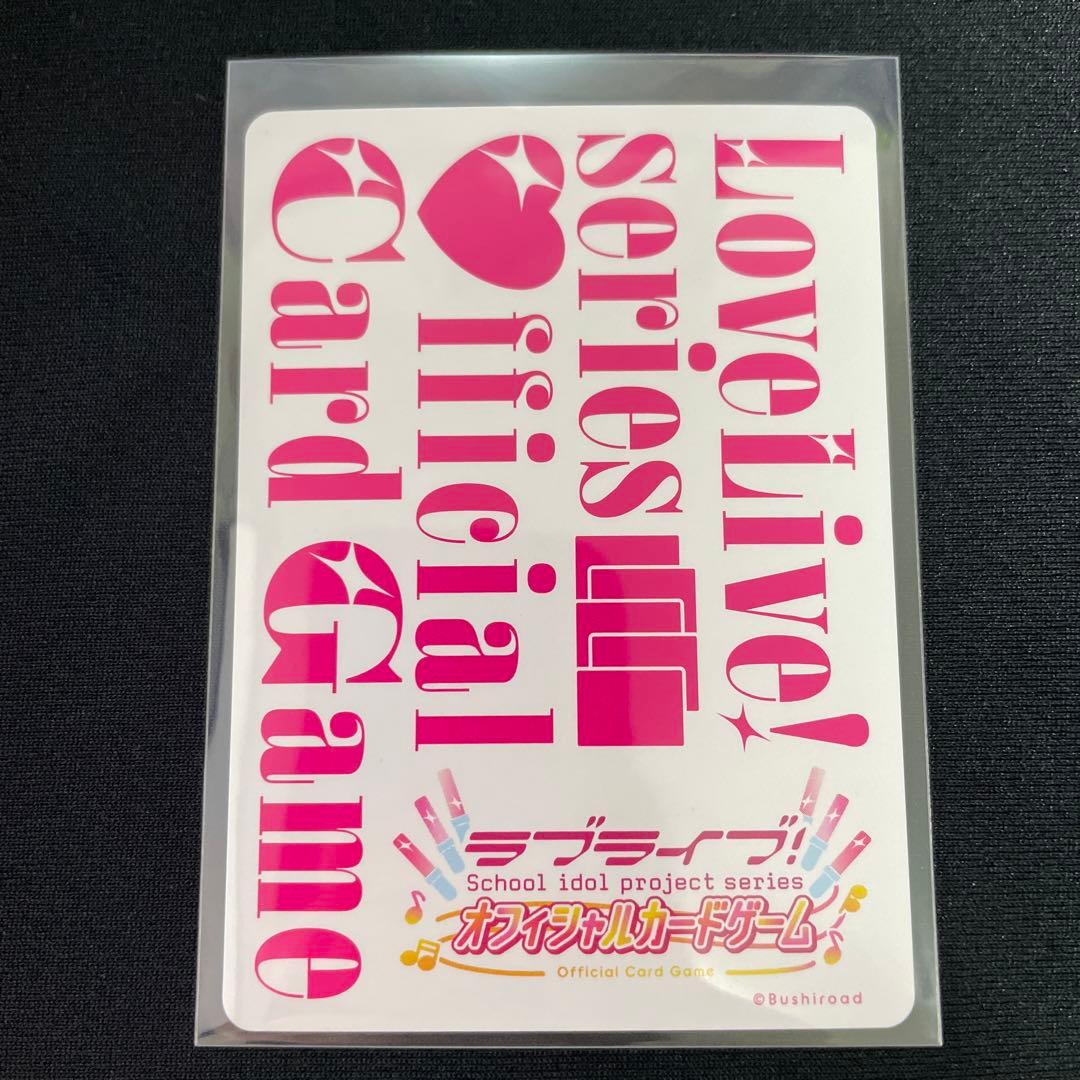 LoveLive!
series
Official
Card Game
ラブライブ!
School idol project series
オフィシャルカードゲーム
Official Card Game
©Bushiroad